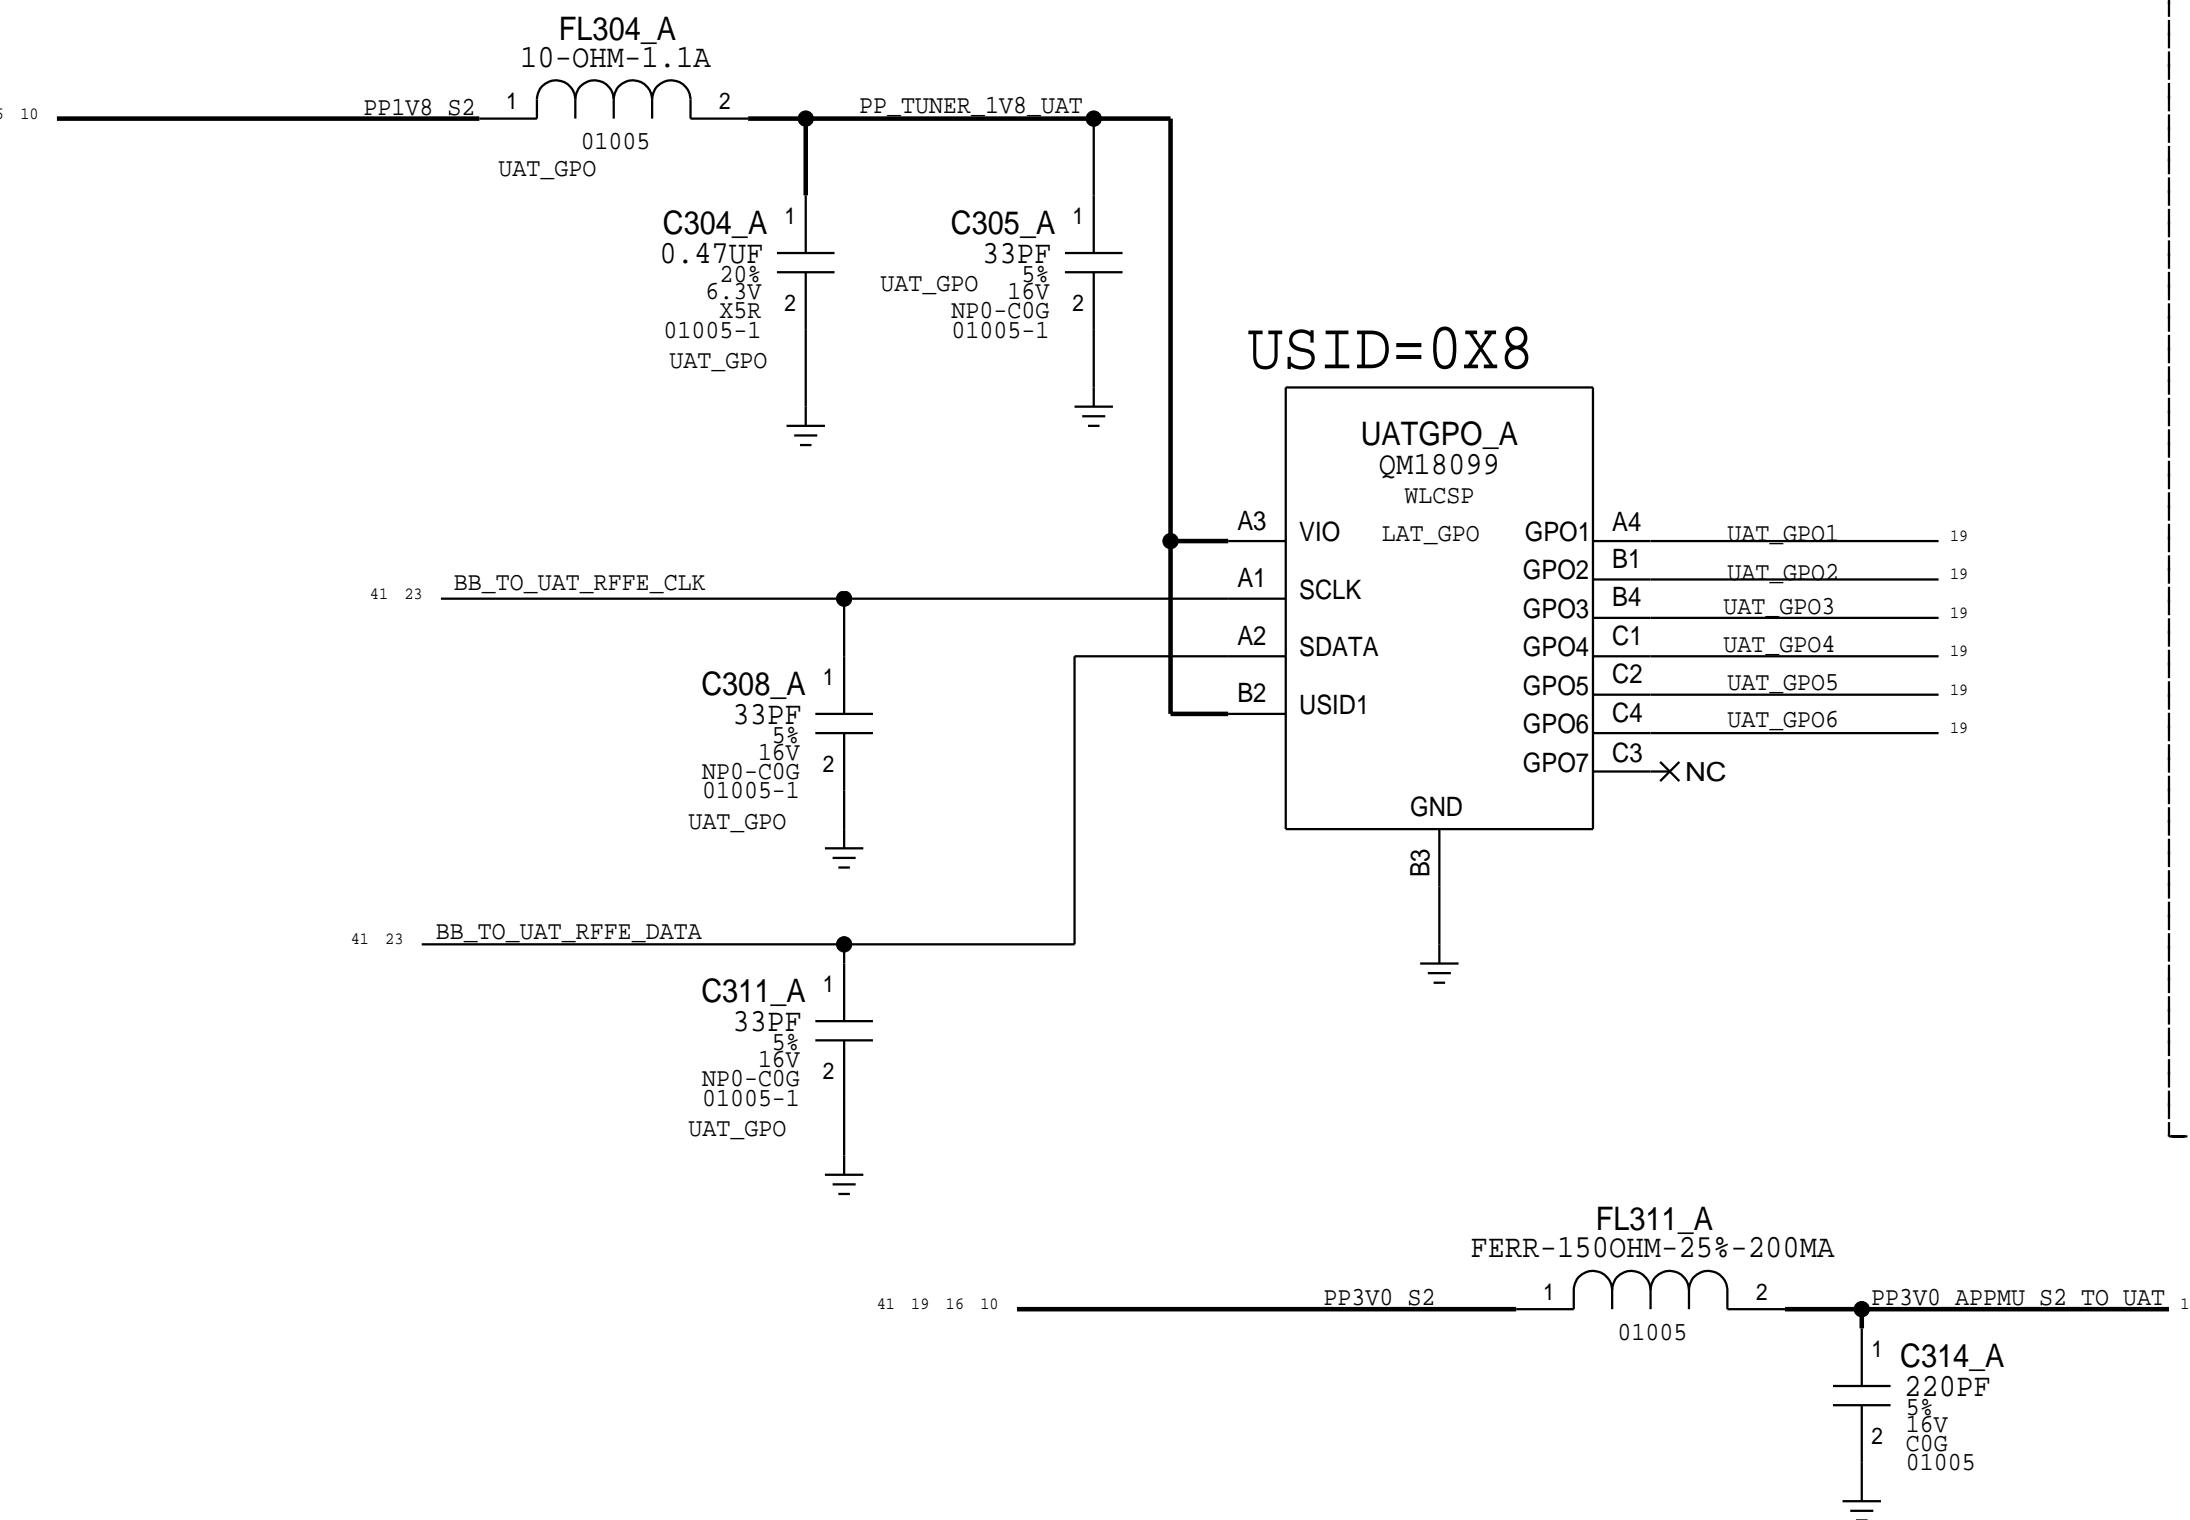 FL304_A
10-OHM-1.1A
10
PP1V8_S2
1
2
PP_TUNER_1V8_UAT
01005
UAT_GPO
C304_A
1
0.47UF
20%
6.3V
X5R
2
01005-1
UAT_GPO
C305_A
1
33PF
5%
UAT_GPO
16V
2
NP0-C0G
01005-1
USID=0X8
UATGPO_A
QM18099
WLCSP
LAT_GPO
A3
VIO
A1
SCLK
A2
SDATA
B2
USID1
GPO1
A4
UAT_GPO1
19
GPO2
B1
UAT_GPO2
19
GPO3
B4
UAT_GPO3
19
GPO4
C1
UAT_GPO4
19
GPO5
C2
UAT_GPO5
19
GPO6
C4
UAT_GPO6
19
GPO7
C3
NC
GND
B3
41 23
BB_TO_UAT_RFFE_CLK
C308_A
1
33PF
5%
16V
NP0-C0G
2
01005-1
UAT_GPO
41 23
BB_TO_UAT_RFFE_DATA
C311_A
1
33PF
5%
16V
NP0-C0G
2
01005-1
UAT_GPO
FL311_A
FERR-150OHM-25%-200MA
41 19 16 10
PP3V0_S2
1
2
PP3V0_APPMU_S2_TO_UAT
1
01005
1
C314_A
220PF
5%
16V
2
C0G
01005